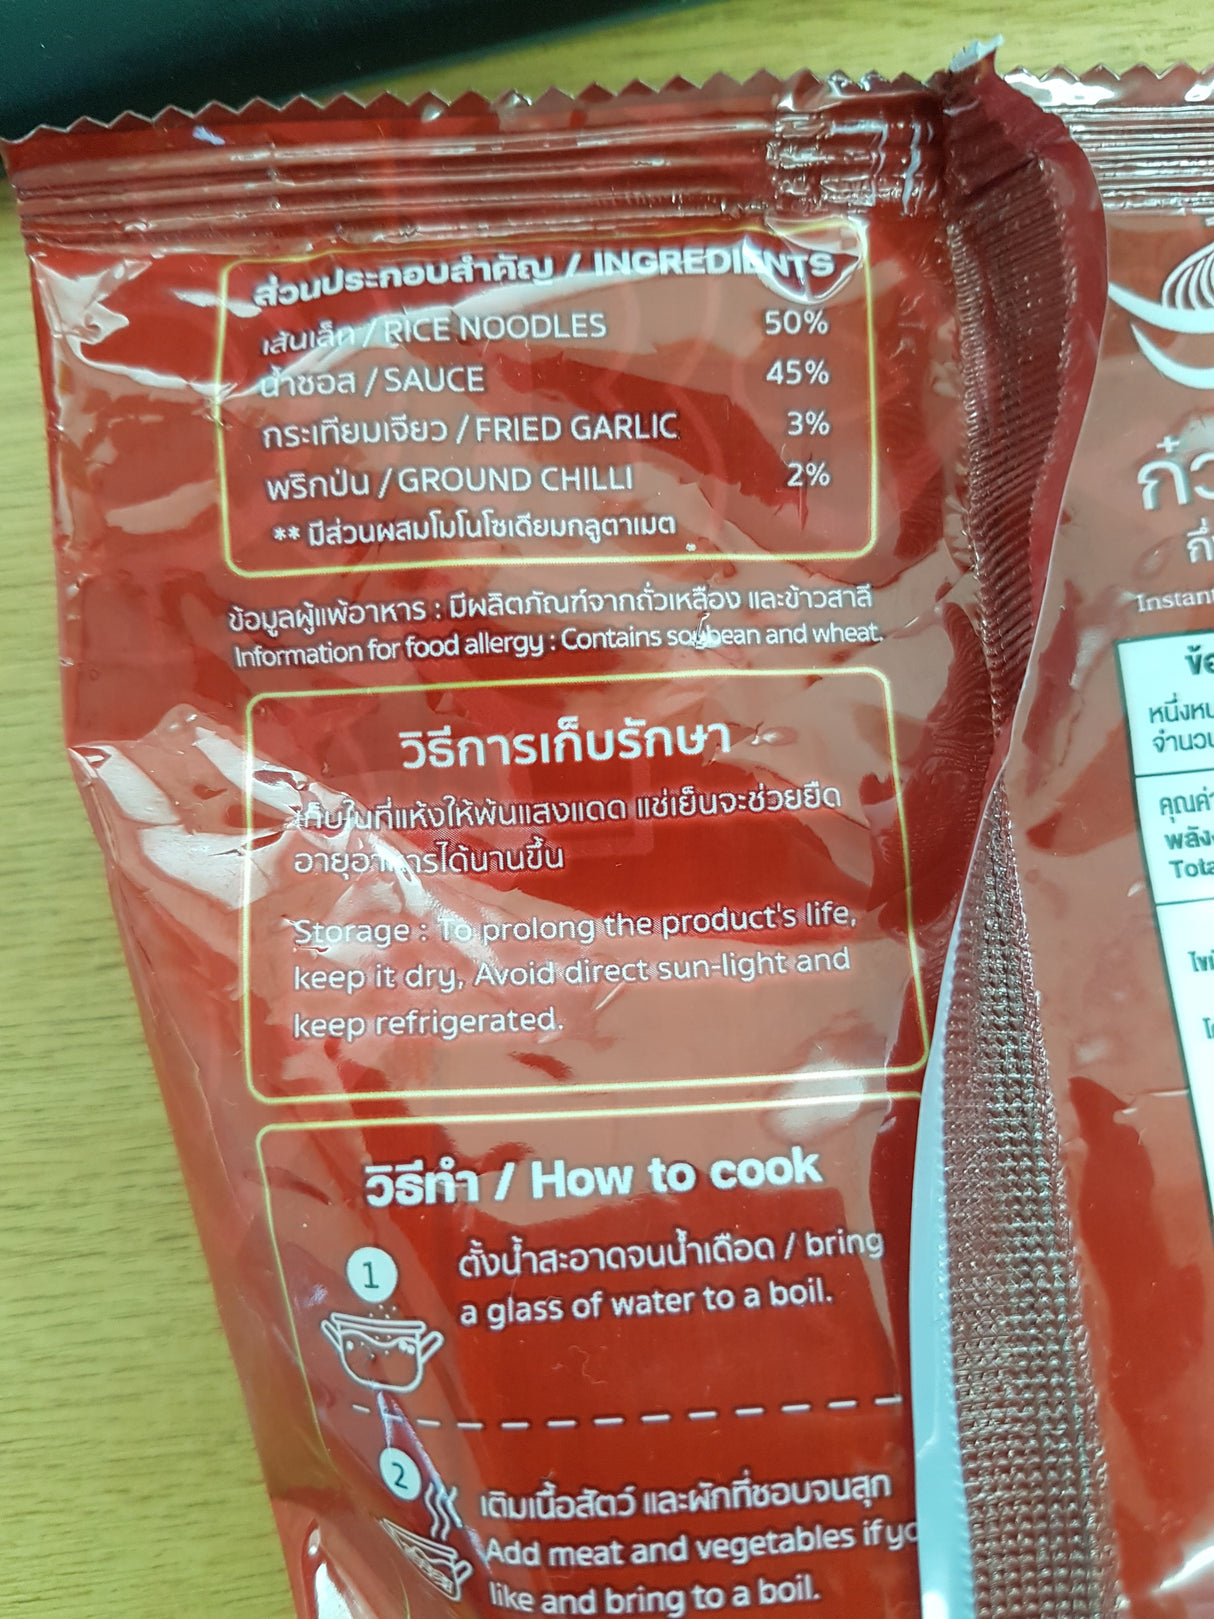 ส่วนประกอบสำคัญ / INGREDIENTS
เส้นเล็ก / RICE NOODLES 50%
น้ำซอส / SAUCE 45%
กระเทียมเจียว / FRIED GARLIC 3%
พริกป่น / GROUND CHILLI 2%
** มีส่วนผสมโมโนโซเดียมกลูตาเมต
ข้อมูลผู้แพ้อาหาร : มีผลิตภัณฑ์จากถั่วเหลือง และข้าวสาลี
Information for food allergy : Contains soybean and wheat.
วิธีการเก็บรักษา
เก็บในที่แห้งให้พ้นแสงแดด แช่เย็นจะช่วยยืด
อายุอาหารได้นานขึ้น
Storage : To prolong the product's life,
keep it dry, Avoid direct sun-light and
keep refrigerated.
วิธีทำ / How to cook
1
ตั้งน้ำสะอาดจนน้ำเดือด / bring
a glass of water to a boil.
2
เติมเนื้อสัตว์ และผักที่ชอบจนสุก
Add meat and vegetables if
like and bring to a boil.
Instant